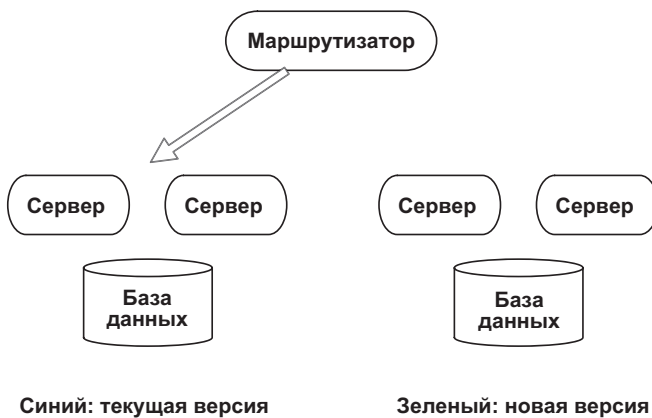 Маршрутизатор
Сервер
Сервер
Сервер
Сервер
База
данных
База
данных
Синий: текущая версия
Зеленый: новая версия